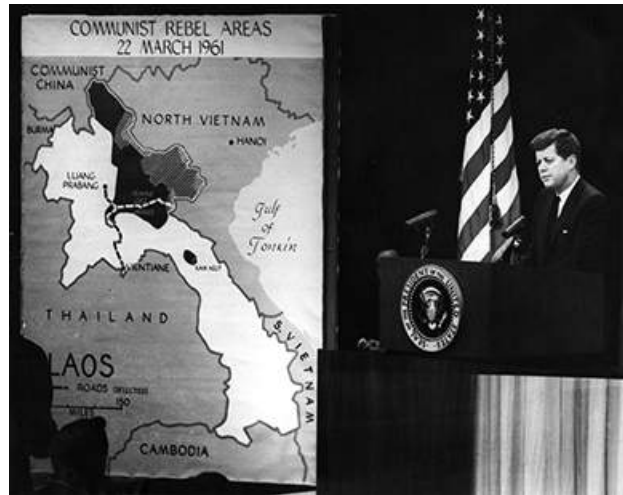 COMMUNIST REBEL AREAS
22 MARCH 1961
COMMUNIST
CHINA
NORTH VIETNAM
BURMA
HANOI
LUANG
PRABANG
Gulf
of
Tonkin
VIENTIANE
THAILAND
S. VIETNAM
LAOS
ROADS (SELECTED)
150
MILES
CAMBODIA